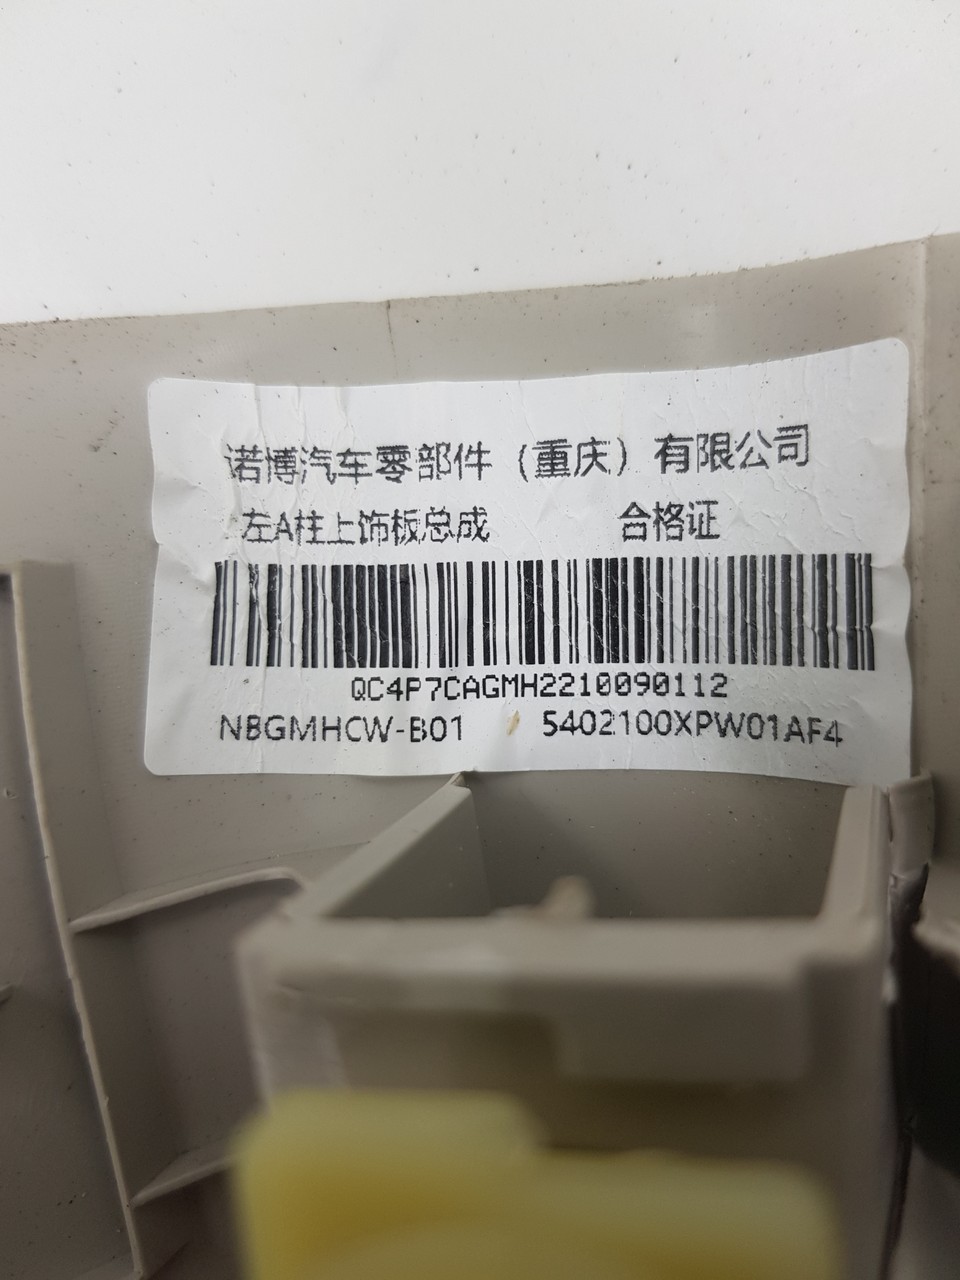 诺博汽车零部件（重庆）有限公司
左A柱上饰板总成 合格证
QC4P7CAGMH2210090112
NBGMHCW-B01 5402100XPW01AF4